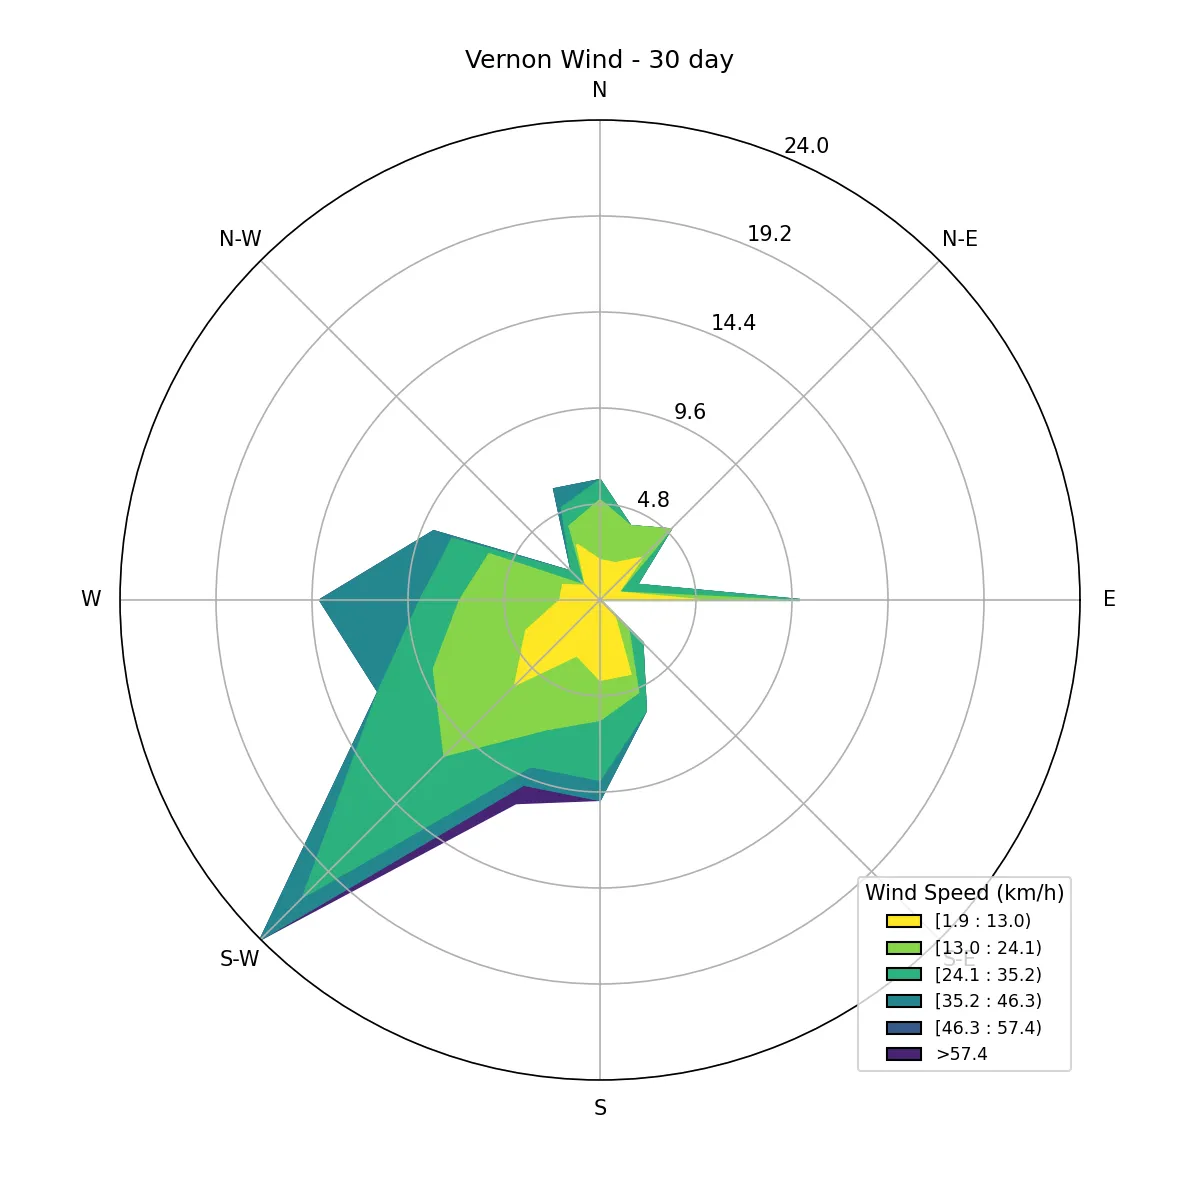 Vernon Wind - 30 day
N
24.0
19.2
N-W
N-E
14.4
9.6
4.8
W
E
S-W
S-E
Wind Speed (km/h)
[1.9 : 13.0)
[13.0 : 24.1)
[24.1 : 35.2)
[35.2 : 46.3)
[46.3 : 57.4)
>57.4
S